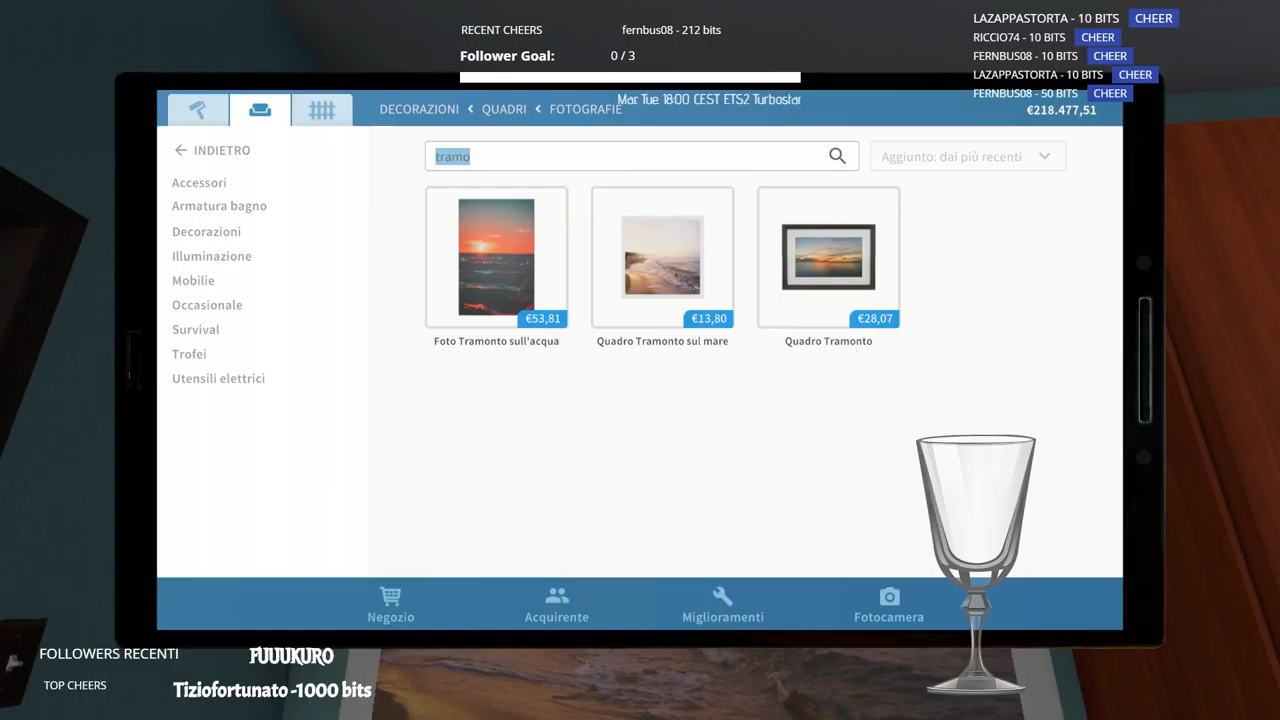 RECENT CHEERS
fernbus08 - 212 bits
Follower Goal:
0 / 3
LAZAPPASTORTA - 10 BITS CHEER
RICCIO74 - 10 BITS CHEER
FERNBUS08 - 10 BITS CHEER
LAZAPPASTORTA - 10 BITS CHEER
FERNBUS08 - 50 BITS CHEER
Mar Tue 18:00 CEST ETS2 Turbostar
DECORAZIONI < QUADRI < FOTOGRAFIE
€218.477,51
INDIETRO
Accessori
Armatura bagno
Decorazioni
Illuminazione
Mobilie
Occasionale
Survival
Trofei
Utensili elettrici
tramo
Aggiunto: dai più recenti
€53,81
€13,80
€28,07
Foto Tramonto sull'acqua
Quadro Tramonto sul mare
Quadro Tramonto
Negozio
Acquirente
Miglioramenti
Fotocamera
FOLLOWERS RECENTI
FUUUKURO
TOP CHEERS
Tiziofortunato -1000 bits